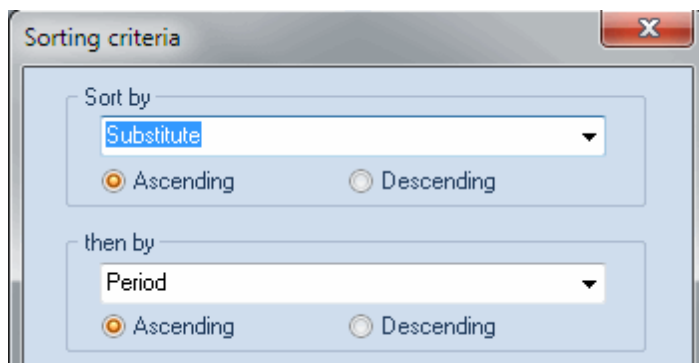 Sorting criteria
Sort by
Substitute
Ascending Descending
then by
Period
Ascending Descending